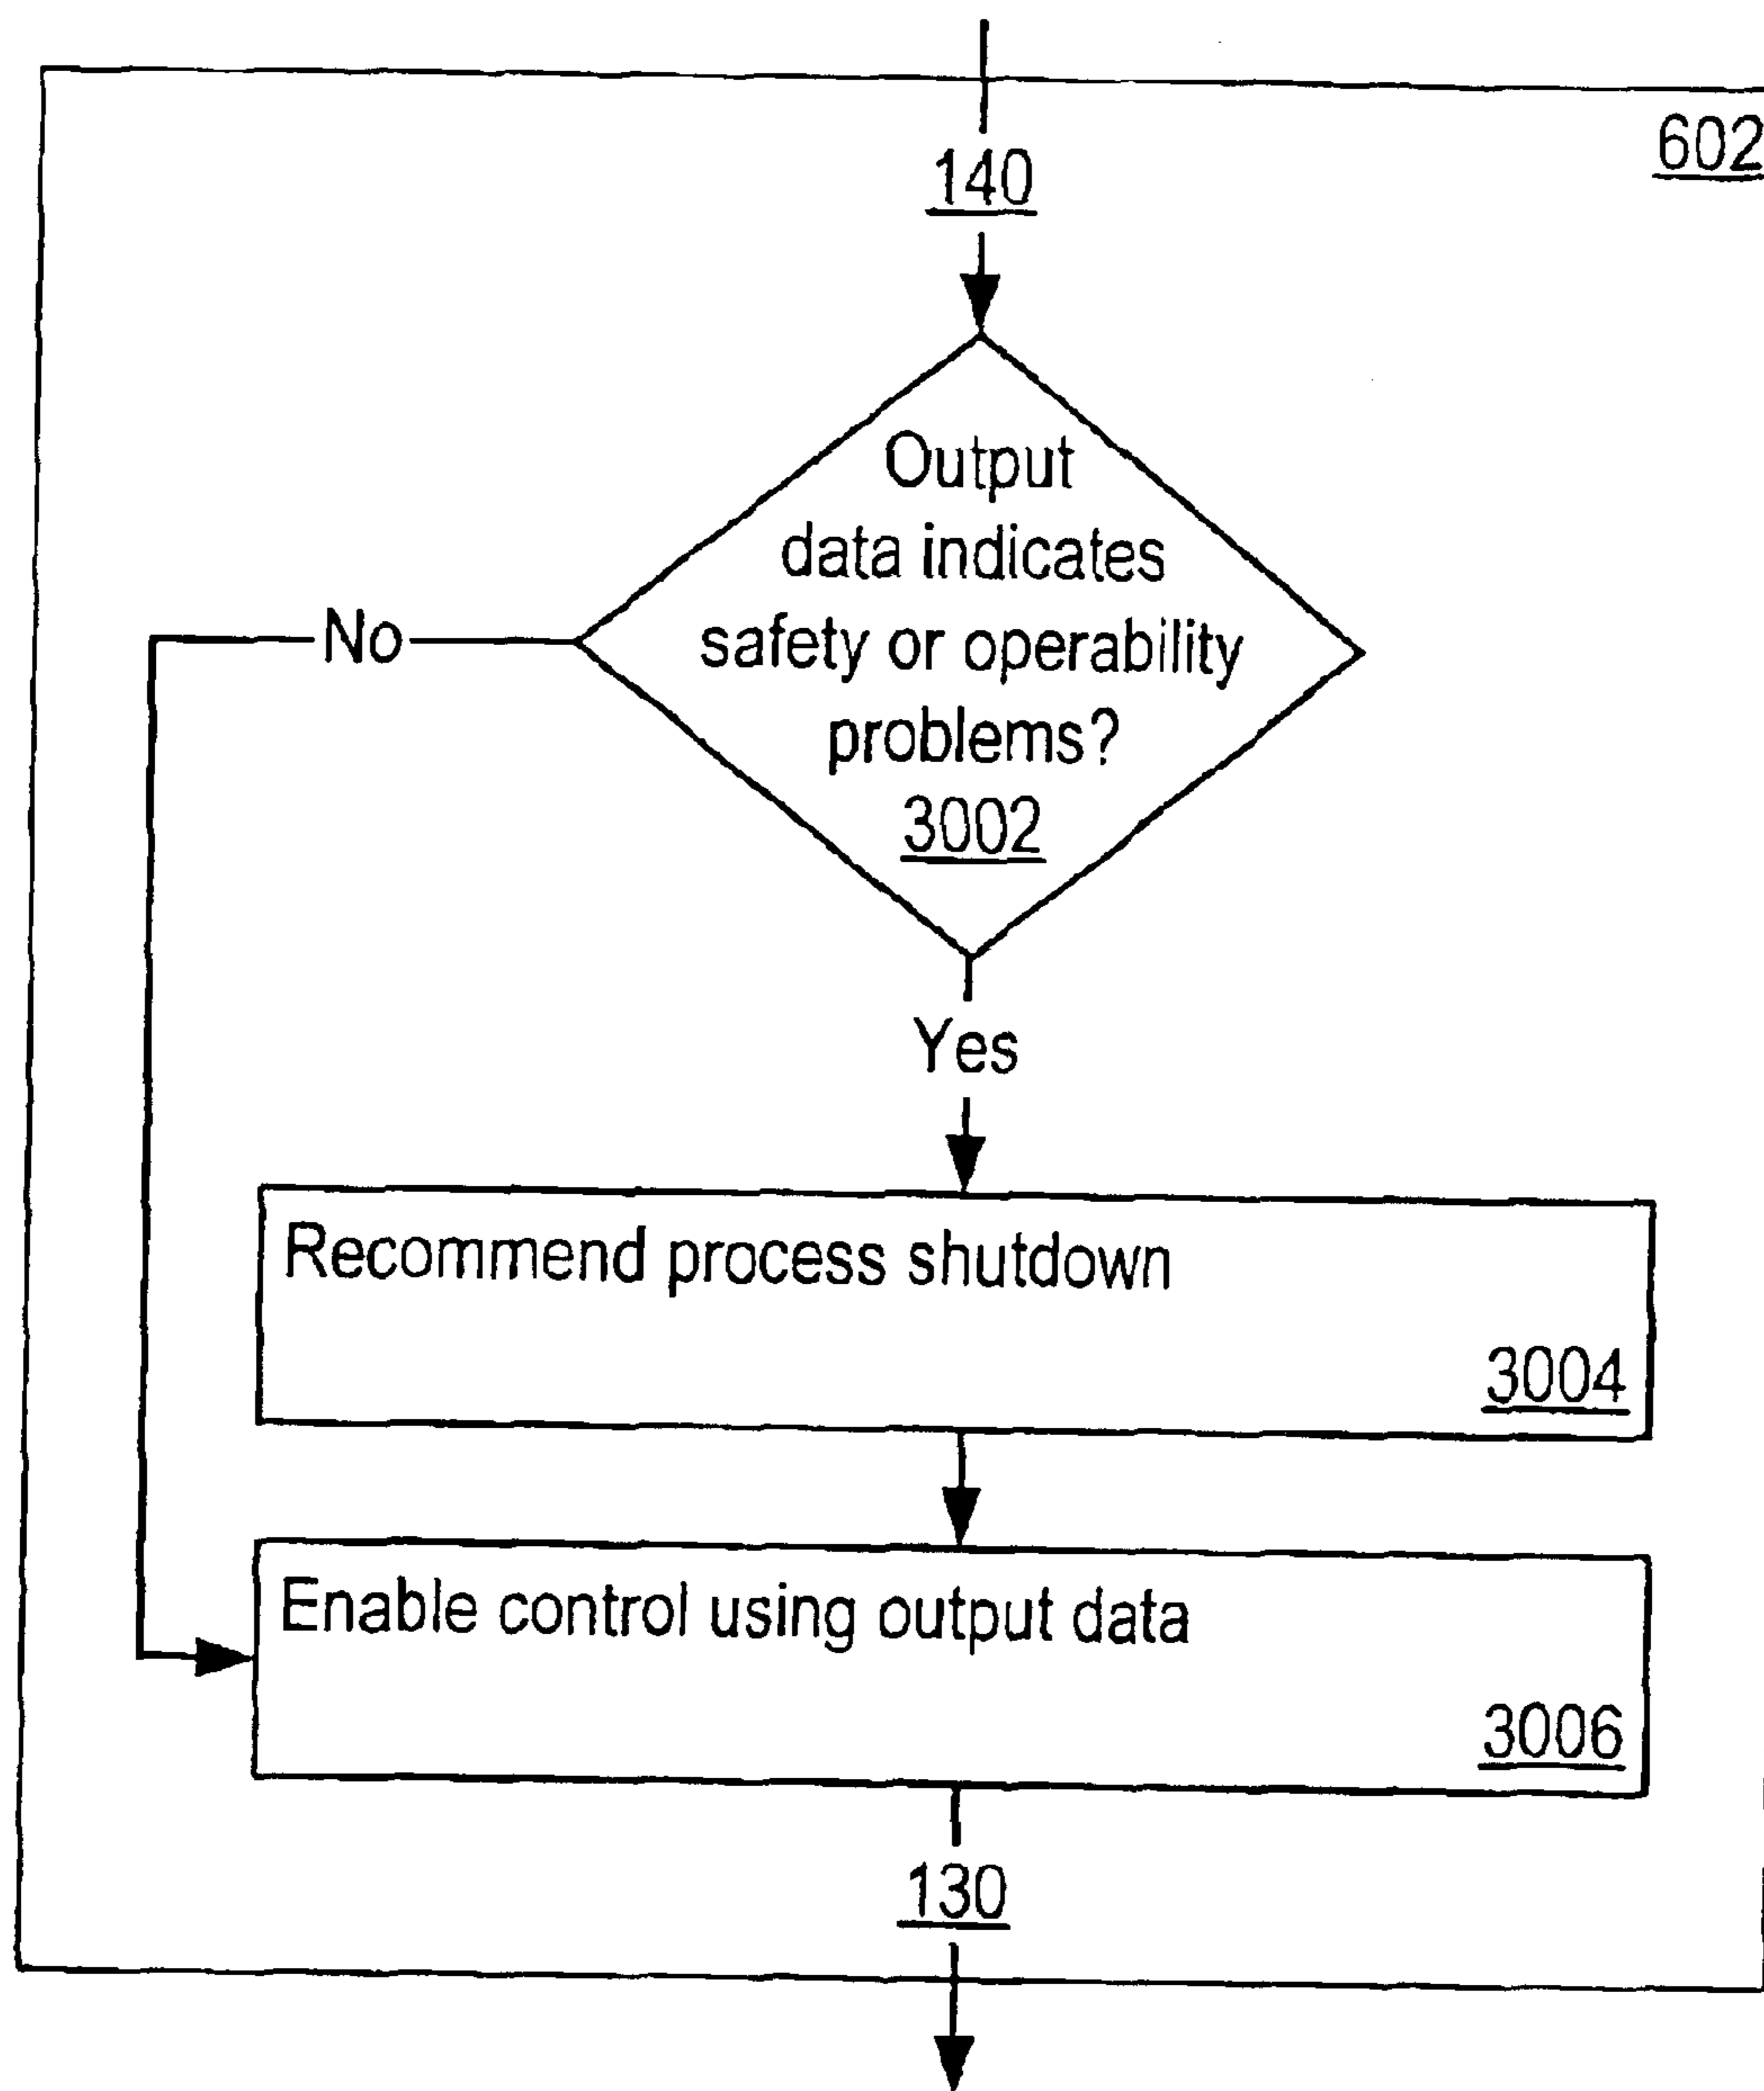 602
140
Output
data indicates
safety or operability
problems?
3002
No
Yes
Recommend process shutdown
3004
Enable control using output data
3006
130